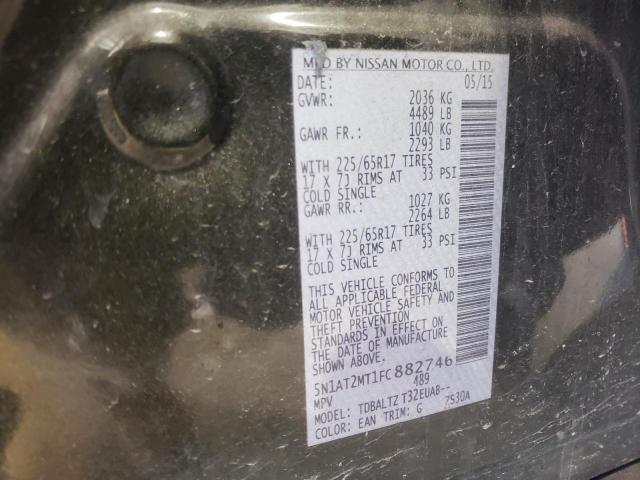 MFD BY NISSAN MOTOR CO., LTD.
DATE: 05/15
GVWR: 2036 KG
4489 LB
GAWR FR.: 1040 KG
2293 LB
WITH 225/65R17 TIRES
17 X 7J RIMS AT 33 PSI
COLD SINGLE
GAWR RR.: 1027 KG
2264 LB
WITH 225/65R17 TIRES
17 X 7J RIMS AT 33 PSI
COLD SINGLE
THIS VEHICLE CONFORMS TO
ALL APPLICABLE FEDERAL
MOTOR VEHICLE SAFETY AND
THEFT PREVENTION
STANDARDS IN EFFECT ON
THE DATE OF MANUFACTURE
SHOWN ABOVE.
5N1AT2MT1FC882746
MPV 489
MODEL: TDBALTZ T32EUAB--
COLOR: EAN TRIM: G 7530A